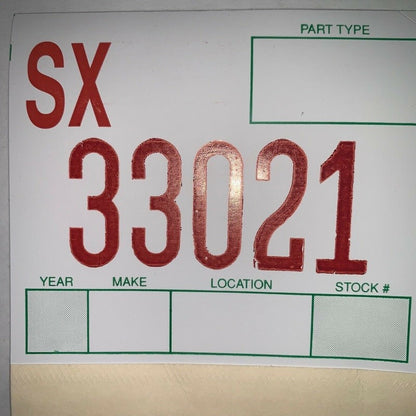 PART TYPE
SX
33021
YEAR MAKE LOCATION STOCK #